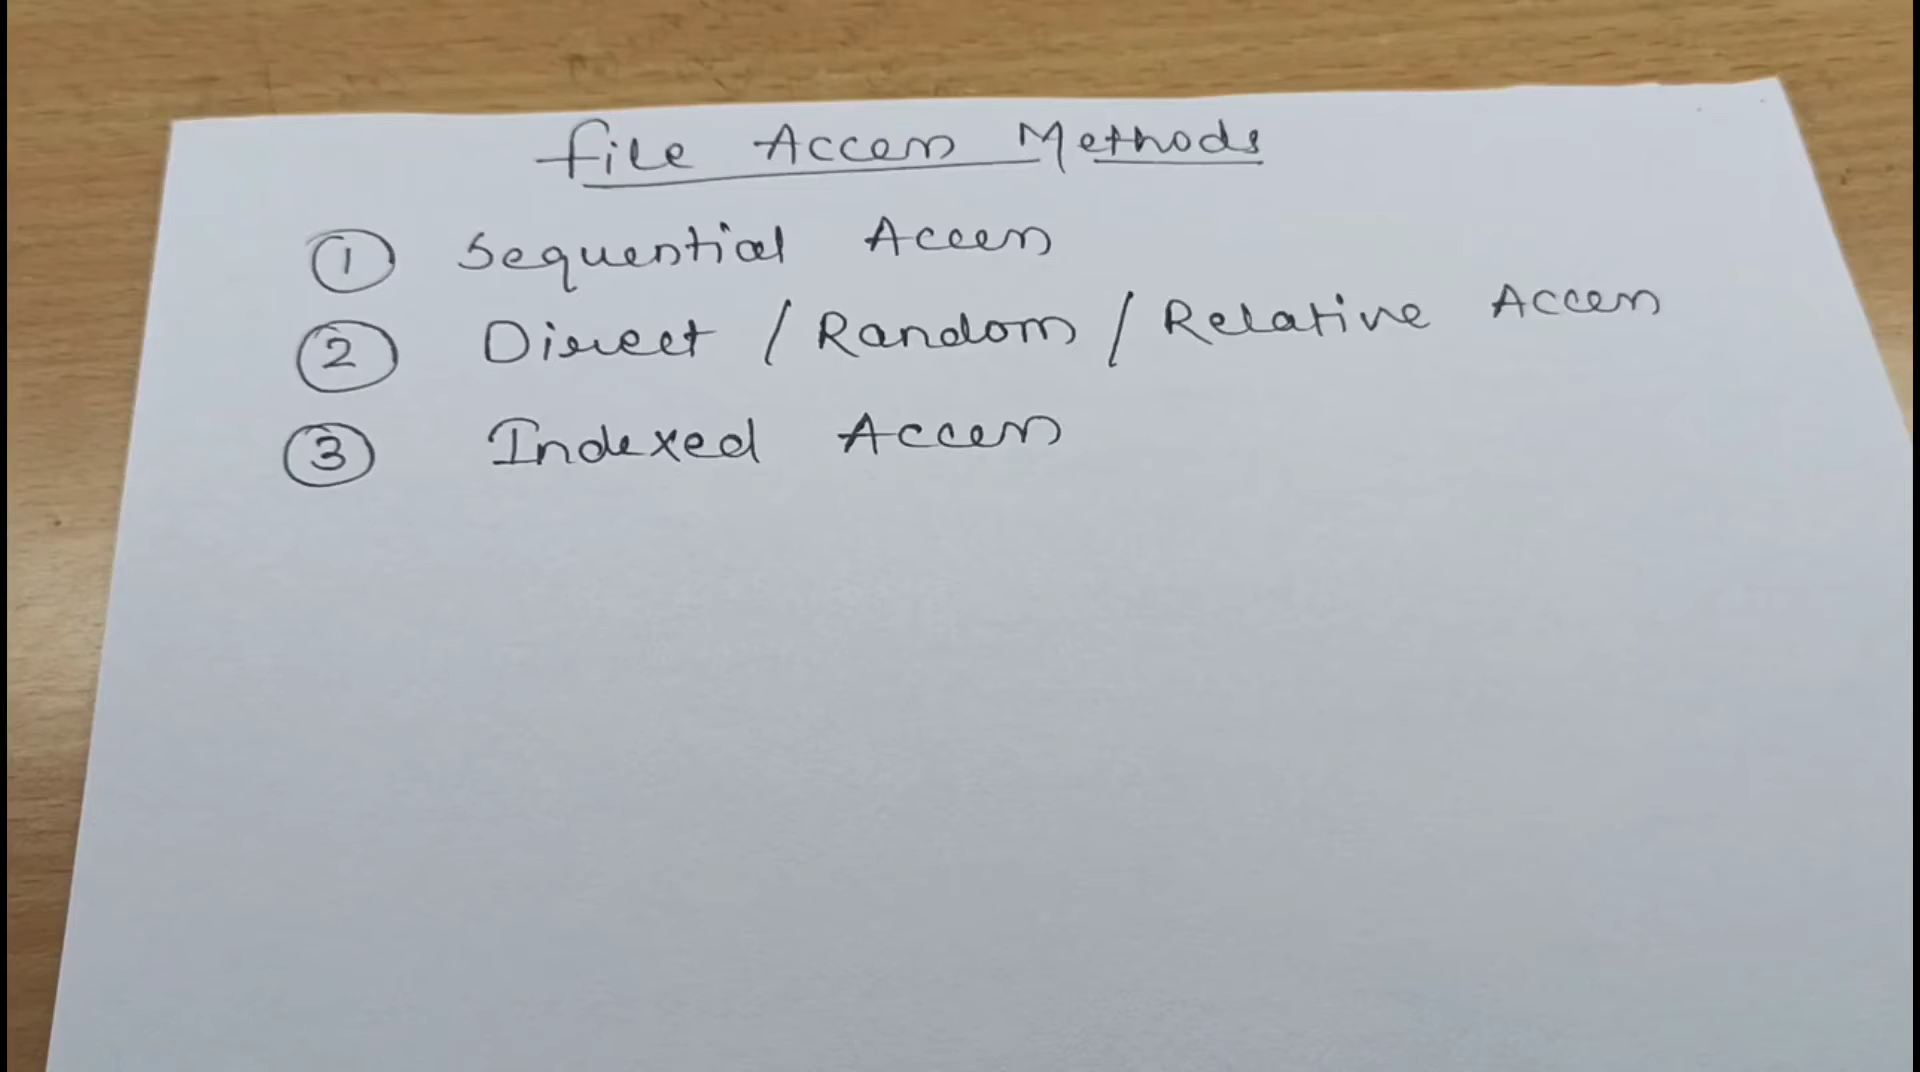 File Access Methods
1 Sequential Access
2 Direct / Random / Relative Access
3 Indexed Access